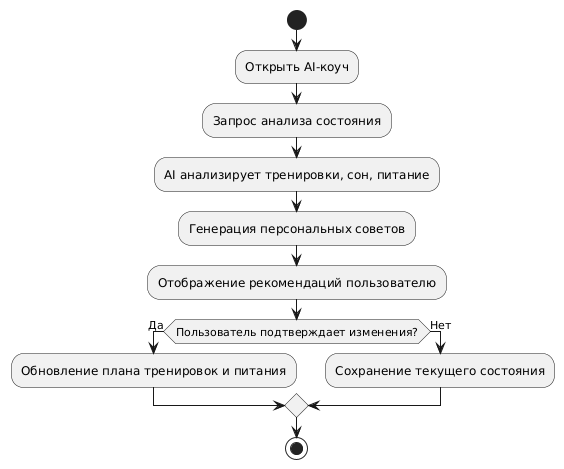 Открыть AI-коуч
Запрос анализа состояния
AI анализирует тренировки, сон, питание
Генерация персональных советов
Отображение рекомендаций пользователю
Пользователь подтверждает изменения?
Да
Нет
Обновление плана тренировок и питания
Сохранение текущего состояния